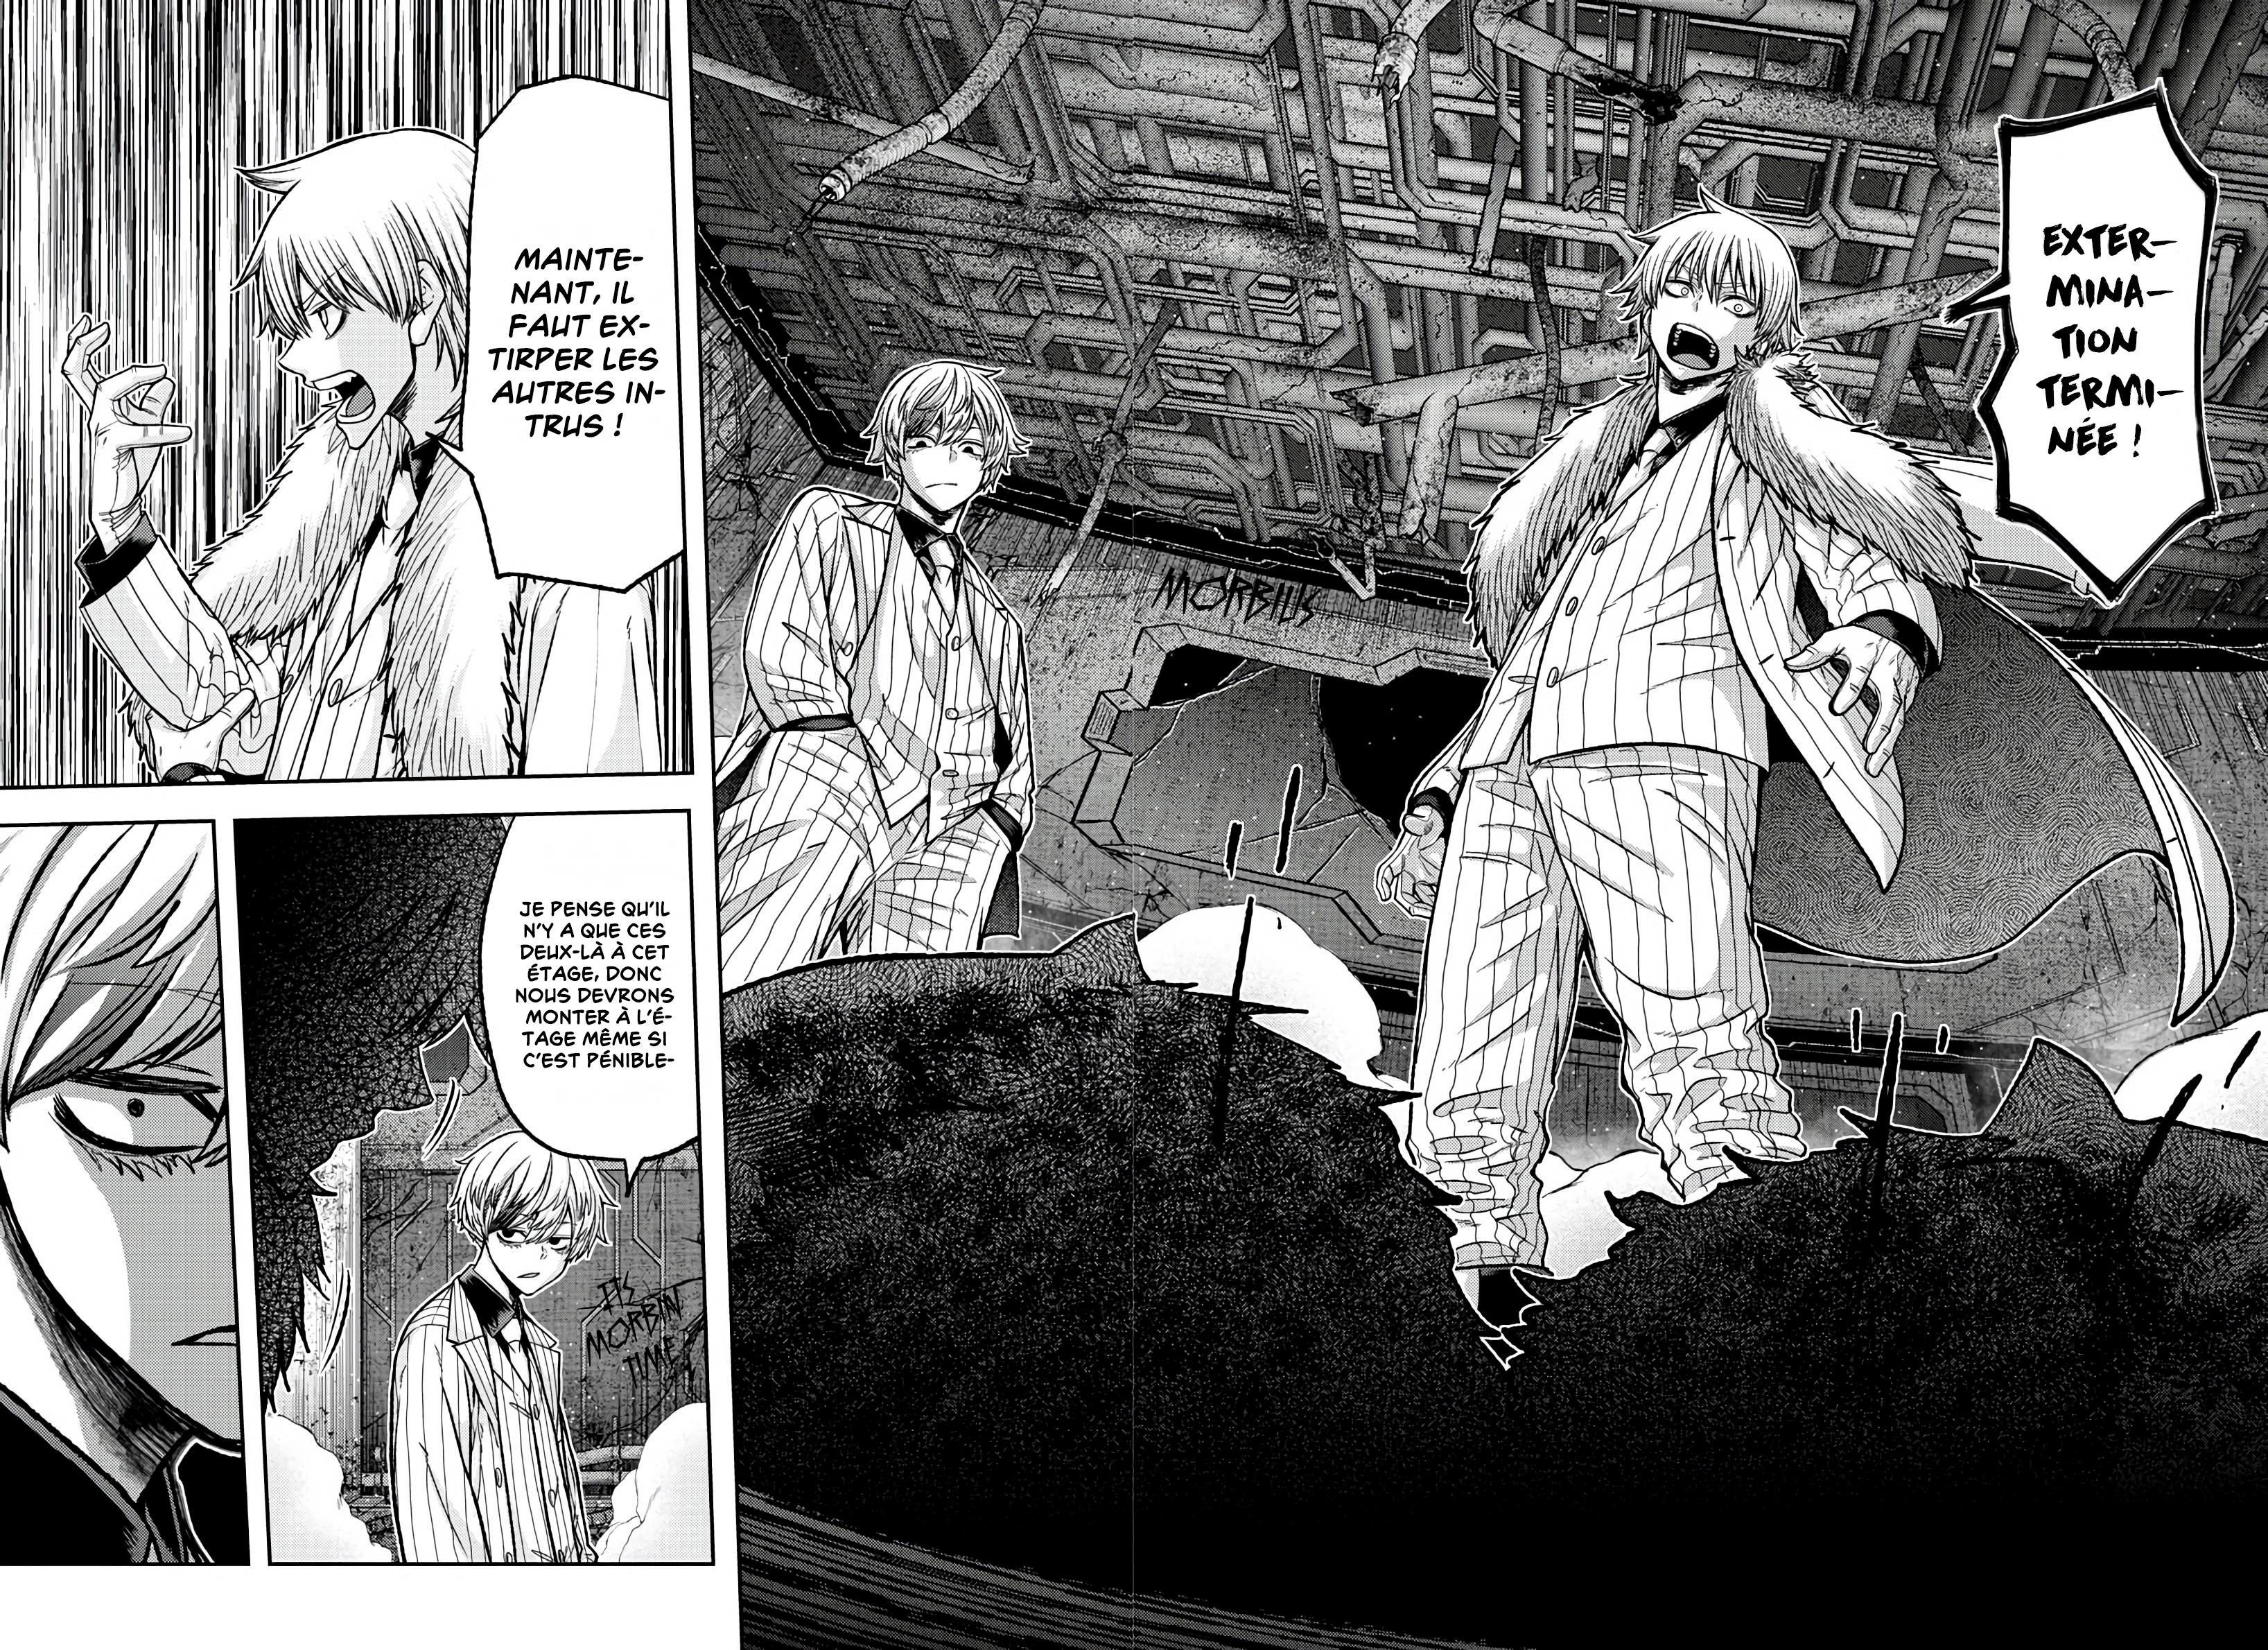 EXTER-
MINA-
TION
TERMI-
NÉE !
MORBIUS
MAINTE-
NANT, IL
FAUT EX-
TIRPER LES
AUTRES IN-
TRUS !
JE PENSE QU'IL
N'Y A QUE CES
DEUX-LÀ À CET
ÉTAGE, DONC
NOUS DEVRONS
MONTER À L'É-
TAGE MÊME SI
C'EST PÉNIBLE-
ITS
MORBIN
TIME